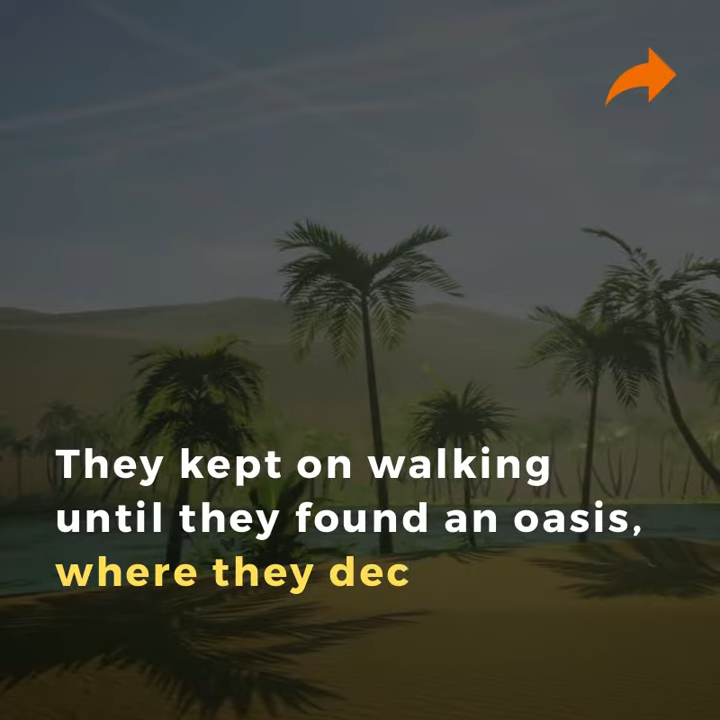 They kept on walking
until they found an oasis,
where they dec